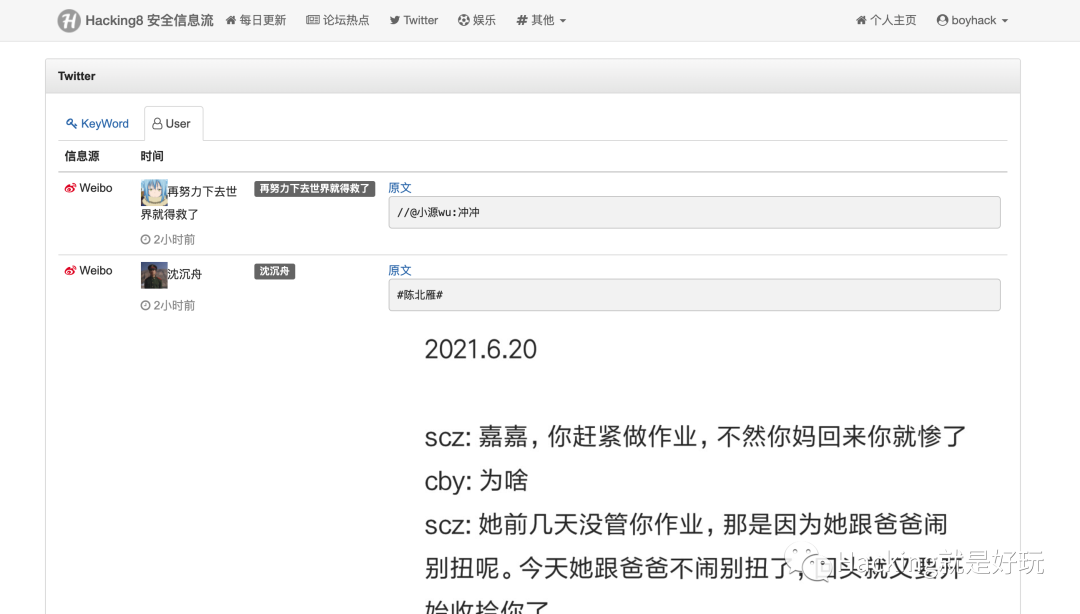 Hacking8 安全信息流 每日更新 论坛热点 Twitter 娱乐 其他 个人主页 boyhack
Twitter
KeyWord User
信息源 时间
Weibo 再努力下去世 再努力下去世界就得救了 原文
界就得救了 //@小源wu:冲冲
2小时前
Weibo 沈沉舟 沈沉舟 原文
#陈北雁#
2小时前
2021.6.20
scz: 嘉嘉，你赶紧做作业，不然你妈回来你就惨了
cby: 为啥
scz: 她前几天没管你作业，那是因为她跟爸爸闹
别扭呢。今天她跟爸爸不闹别扭了，回头就又要开
始收拾你了
Hacking就是好玩